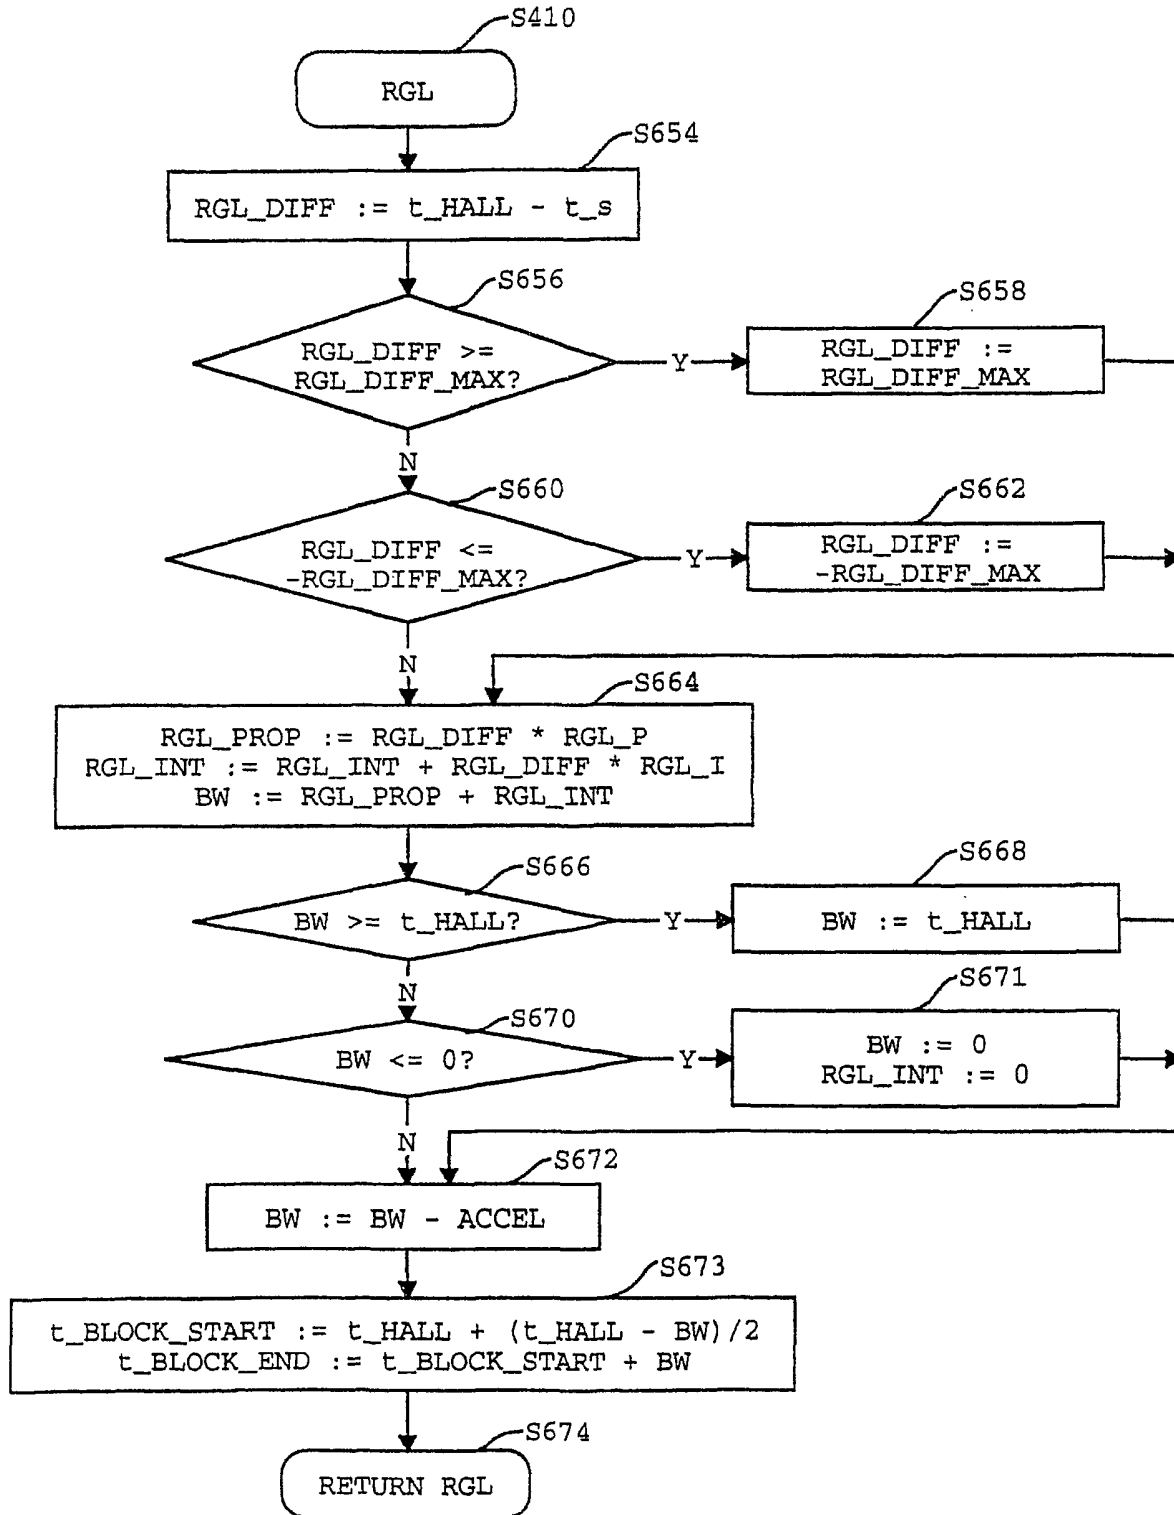 S410
RGL
S654
RGL_DIFF := t_HALL - t_s
S656
RGL_DIFF >=
RGL_DIFF_MAX?
Y
S658
RGL_DIFF :=
RGL_DIFF_MAX
N
S660
RGL_DIFF <=
-RGL_DIFF_MAX?
Y
S662
RGL_DIFF :=
-RGL_DIFF_MAX
N
S664
RGL_PROP := RGL_DIFF * RGL_P
RGL_INT := RGL_INT + RGL_DIFF * RGL_I
BW := RGL_PROP + RGL_INT
S666
BW >= t_HALL?
Y
S668
BW := t_HALL
N
S670
BW <= 0?
Y
S671
BW := 0
RGL_INT := 0
N
S672
BW := BW - ACCEL
S673
t_BLOCK_START := t_HALL + (t_HALL - BW)/2
t_BLOCK_END := t_BLOCK_START + BW
S674
RETURN RGL